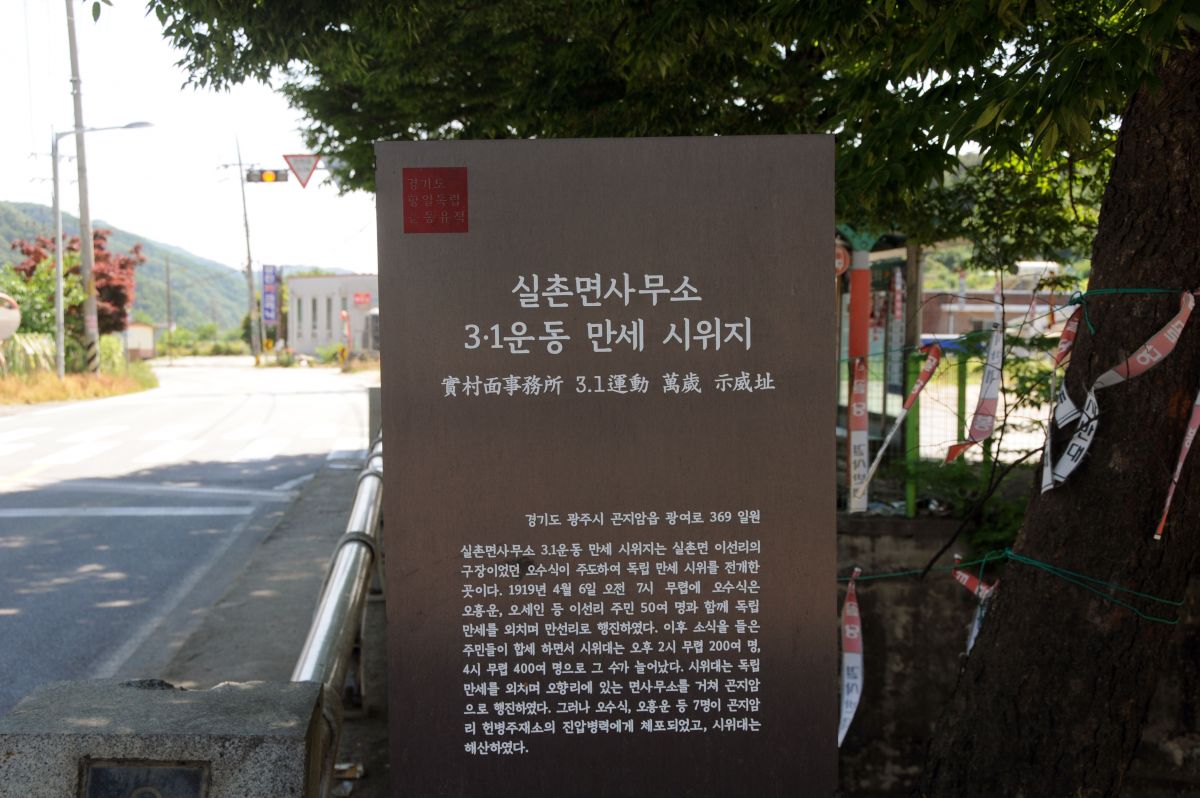 경기도
항일독립
운동유적
실촌면사무소
3·1운동 만세 시위지
實村面事務所 3.1運動 萬歲 示威址
경기도 광주시 곤지암읍 광여로 369 일원
실촌면사무소 3.1운동 만세 시위지는 실촌면 이선리의
구장이었던 오수식이 주도하여 독립 만세 시위를 전개한
곳이다. 1919년 4월 6일 오전 7시 무렵에 오수식은
오흥운, 오세인 등 이선리 주민 50여 명과 함께 독립
만세를 외치며 만선리로 행진하였다. 이후 소식을 들은
주민들이 합세 하면서 시위대는 오후 2시 무렵 200여 명,
4시 무렵 400여 명으로 그 수가 늘어났다. 시위대는 독립
만세를 외치며 오향리에 있는 면사무소를 거쳐 곤지암
으로 행진하였다. 그러나 오수식, 오흥운 등 7명이 곤지암
리 헌병주재소의 진압병력에게 체포되었고, 시위대는
해산하였다.